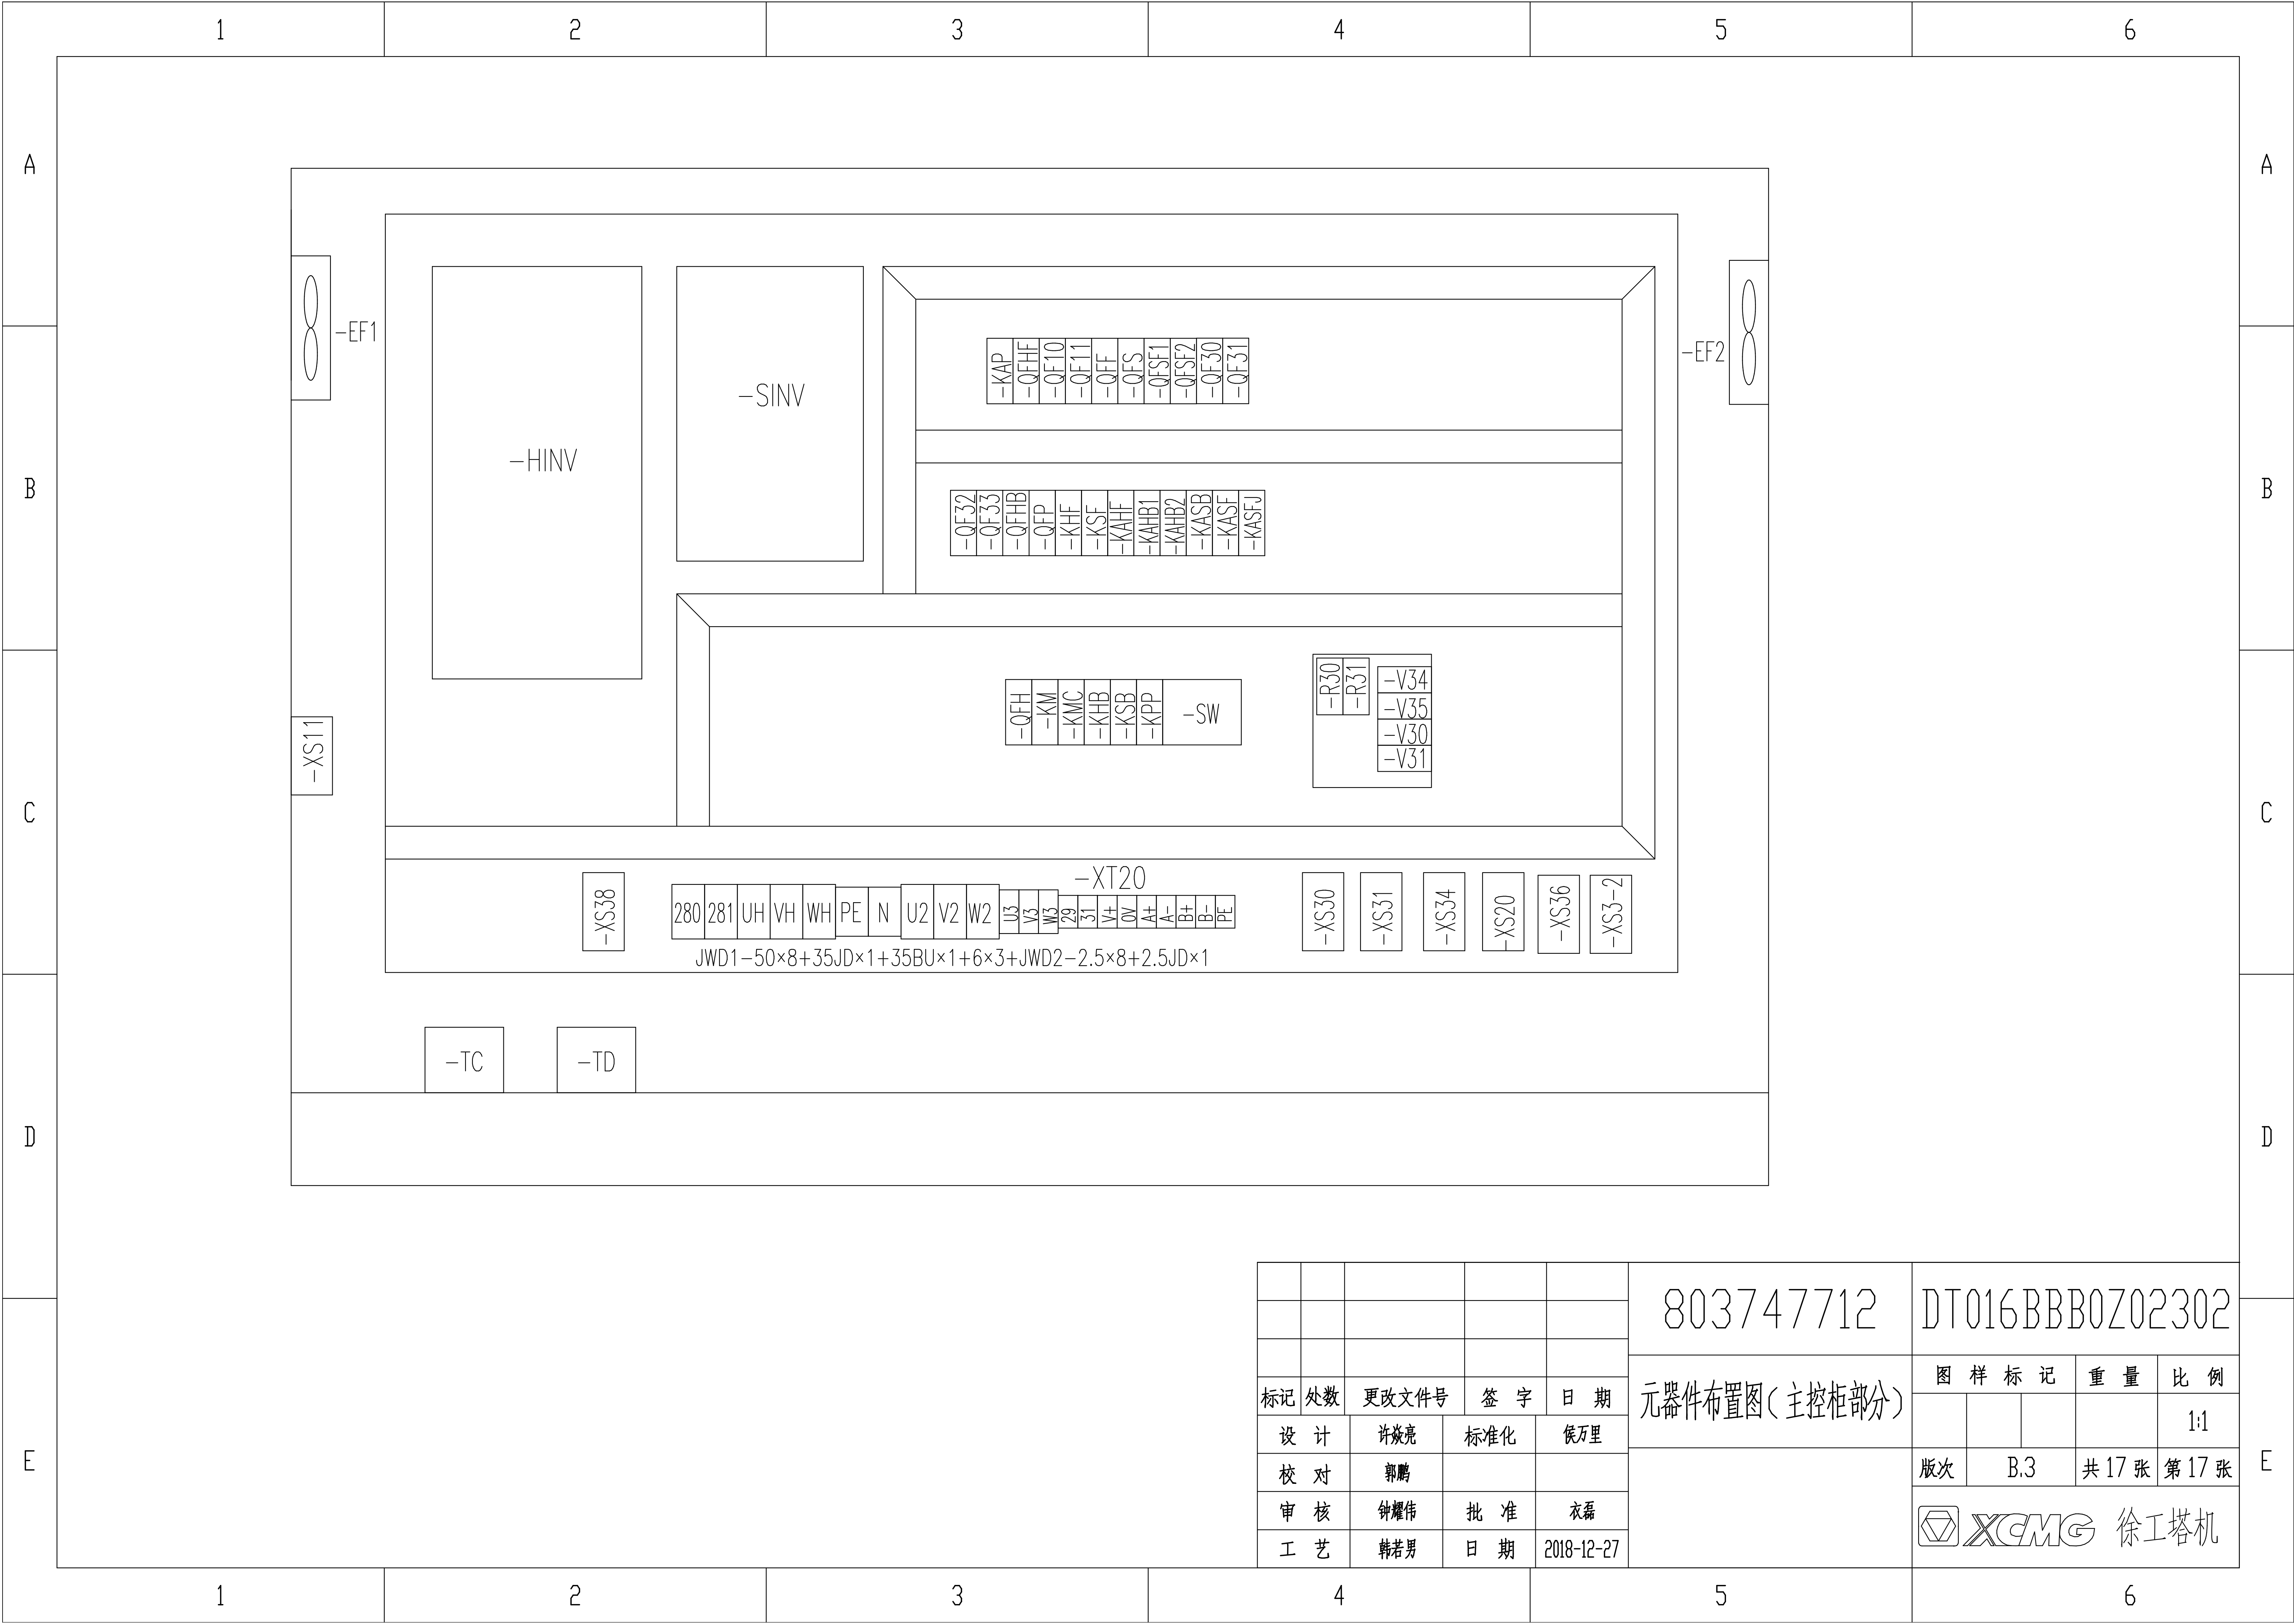 1 2 3 4 5 6
A A
-EF1
-EF2
-KAP
-QFHF
-QF10
-QF11
-QFF
-QFS
-QFSF1
-QFSF2
-QF30
-QF31
-SINV
-HINV
B B
-QF32
-QF33
-QFHB
-QFP
-KHF
-KSF
-KAHF
-KAHB1
-KAHB2
-KASB
-KASF
-KASFJ
-QFH
-KM
-KMC
-KHB
-KSB
-KPP
-SW
-R30
-R31
-V34
-V35
-V30
-V31
-XS11
C C
-XT20
-XS38
280 281 UH VH WH PE N U2 V2 W2 U3 V3 W3 29 31 V+ 0V A+ A- B+ B- PE
-XS30
-XS31
-XS34
-XS20
-XS36
-XS3-2
JWD1-50×8+35JD×1+35BU×1+6×3+JWD2-2.5×8+2.5JD×1
-TC
-TD
D D
803747712
DT016BBB0Z02302
标记 处数 更改文件号 签 字 日 期
元器件布置图(主控柜部分)
图 样 标 记 重 量 比 例
1:1
设 计 许焱亮 标准化 侯万里
校 对 郭鹏
版次 B.3 共 17 张 第 17 张
审 核 钟耀伟 批 准 衣磊
工 艺 韩若男 日 期 2018-12-27
XCMG 徐工塔机
E E
1 2 3 4 5 6